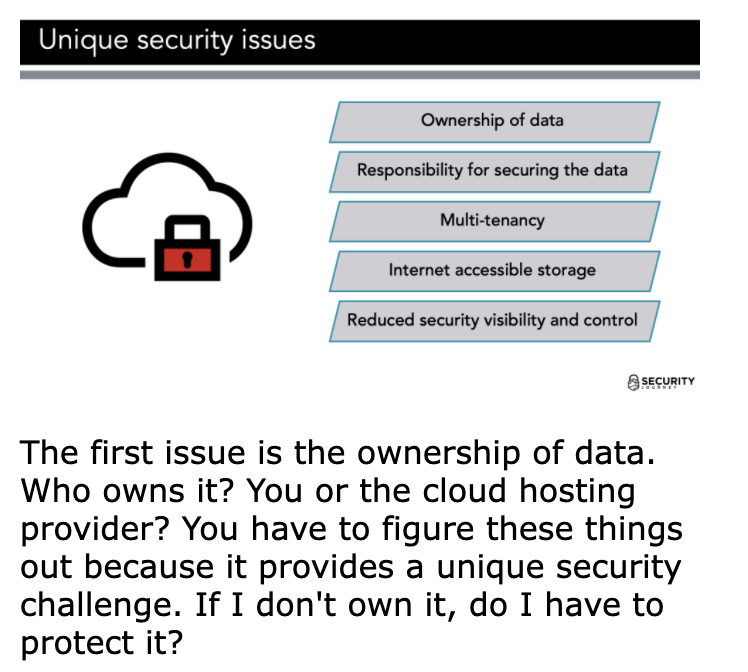 Unique security issues
Ownership of data
Responsibility for securing the data
Multi-tenancy
Internet accessible storage
Reduced security visibility and control
SECURITY
JOURNEY
The first issue is the ownership of data.
Who owns it? You or the cloud hosting
provider? You have to figure these things
out because it provides a unique security
challenge. If I don't own it, do I have to
protect it?